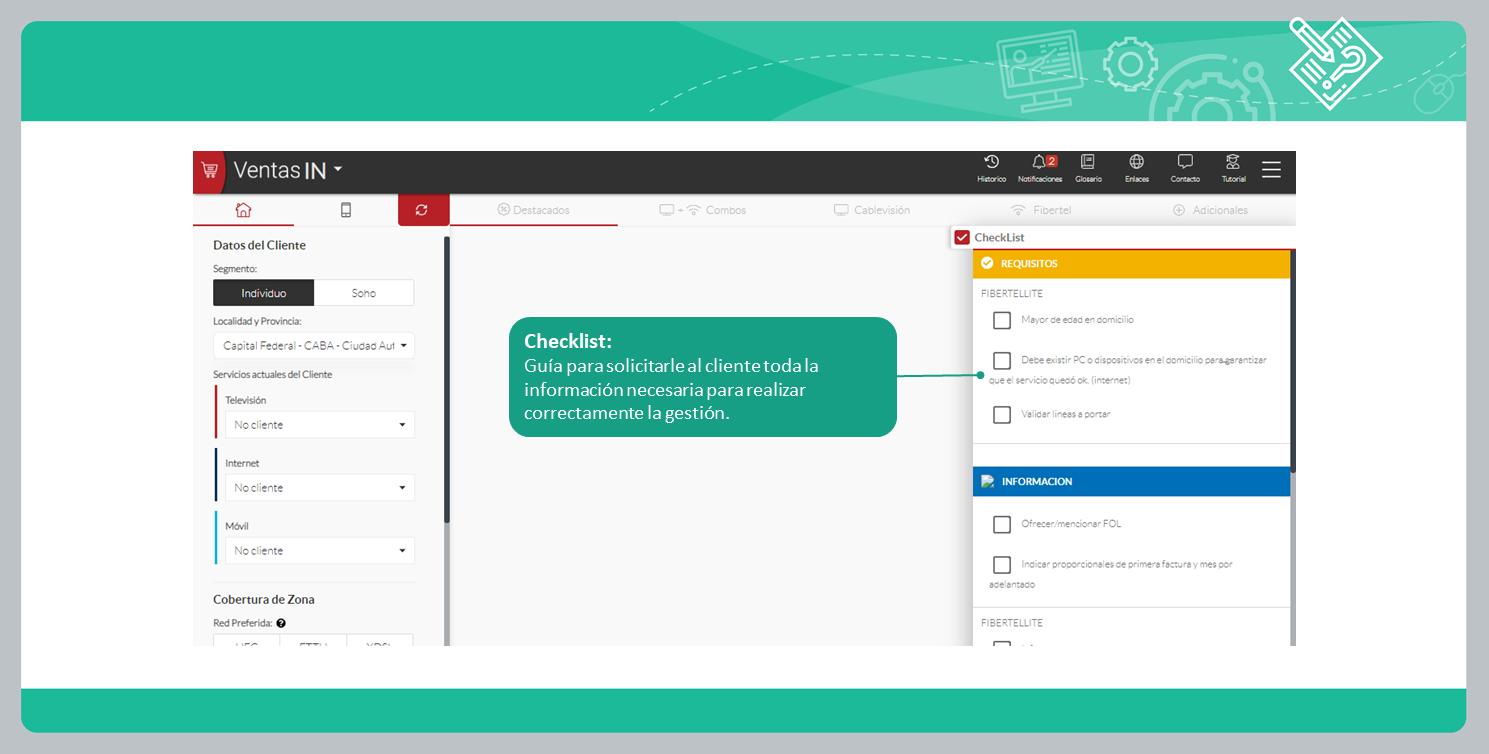 Ventas IN
Historico
2
Notificaciones
Glosario
Enlaces
Contacto
Tutorial
Destacados
+
Combos
Cablevisión
Fibertel
Adicionales
Datos del Cliente
Segmento:
Individuo
Soho
Localidad y Provincia:
Capital Federal - CABA - Ciudad Aut
Servicios actuales del Cliente
Televisión
No cliente
Internet
No cliente
Móvil
No cliente
Cobertura de Zona
Red Preferida:
Checklist:
Guía para solicitarle al cliente toda la
información necesaria para realizar
correctamente la gestión.
CheckList
REQUISITOS
FIBERTELLITE
Mayor de edad en domicilio
Debe existir PC o dispositivos en el domicilio para garantizar
que el servicio quedó ok. (internet)
Validar lineas a portar
INFORMACION
Ofrecer/mencionar FOL
Indicar proporcionales de primera factura y mes por
adelantado
FIBERTELLITE